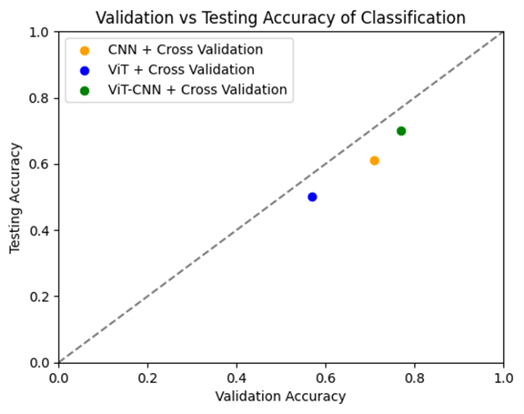 Validation vs Testing Accuracy of Classification
CNN + Cross Validation
ViT + Cross Validation
ViT-CNN + Cross Validation
Testing Accuracy
1.0
0.8
0.6
0.4
0.2
0.0
0.0 0.2 0.4 0.6 0.8 1.0
Validation Accuracy